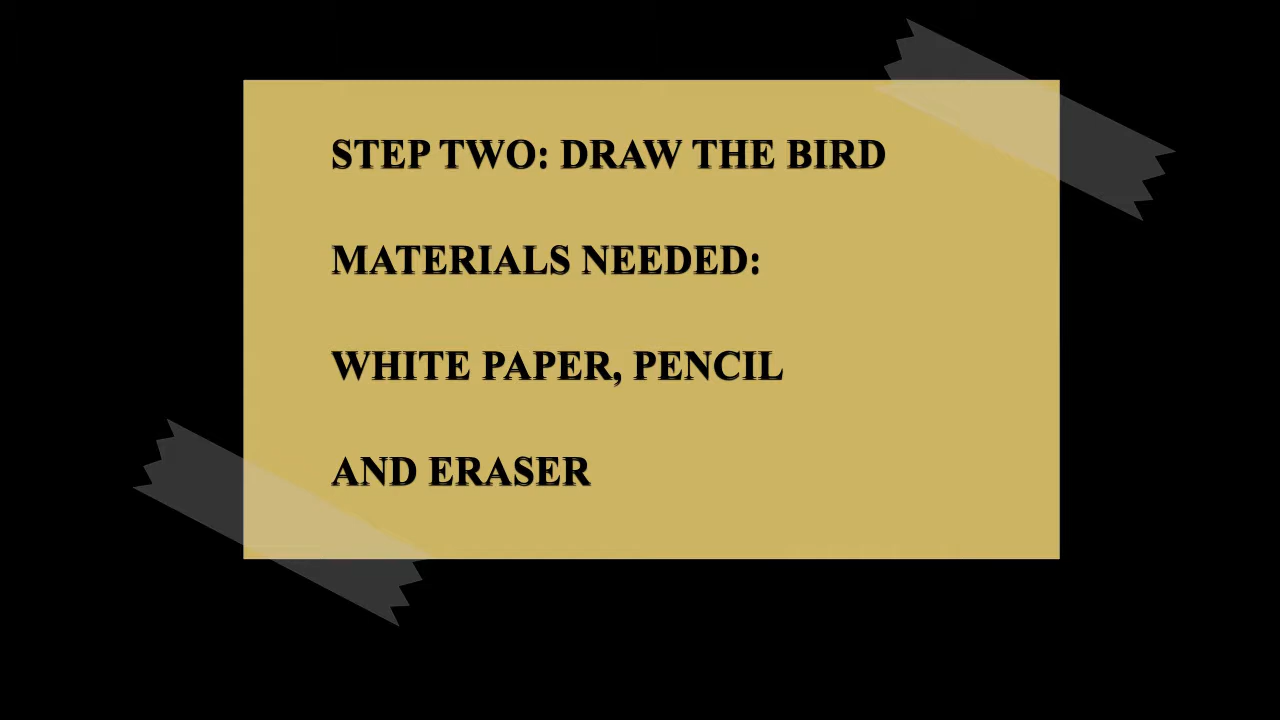 STEP TWO: DRAW THE BIRD
MATERIALS NEEDED:
WHITE PAPER, PENCIL
AND ERASER